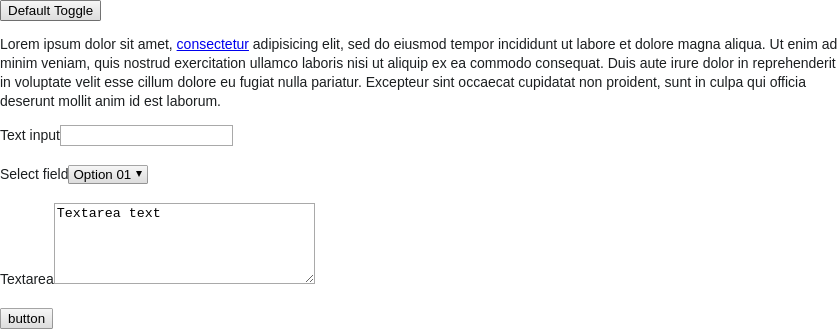 Default Toggle
Lorem ipsum dolor sit amet, consectetur adipisicing elit, sed do eiusmod tempor incididunt ut labore et dolore magna aliqua. Ut enim ad
minim veniam, quis nostrud exercitation ullamco laboris nisi ut aliquip ex ea commodo consequat. Duis aute irure dolor in reprehenderit
in voluptate velit esse cillum dolore eu fugiat nulla pariatur. Excepteur sint occaecat cupidatat non proident, sunt in culpa qui officia
deserunt mollit anim id est laborum.
Text input
Select field Option 01
Textarea text
Textarea
button